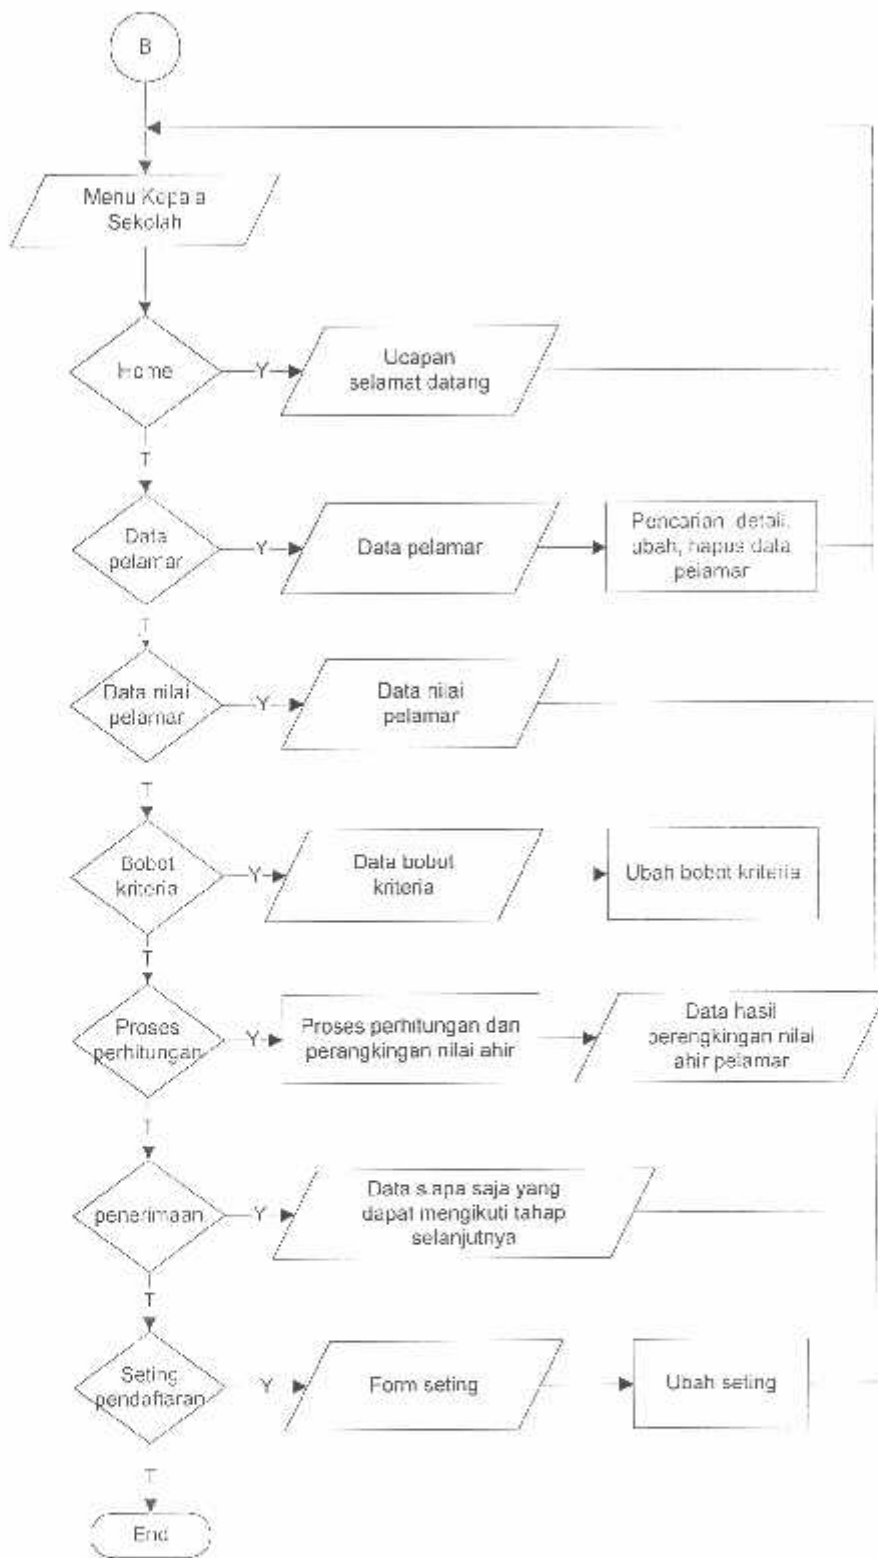 B
Menu Kepala
Sekolah
Home
Y
Ucapan
selamat datang
T
Data
pelamar
Y
Data pelamar
Pencarian, detail,
ubah, hapus data
pelamar
T
Data nilai
pelamar
Y
Data nilai
pelamar
T
Bobot
kriteria
Y
Data bobot
kriteria
Ubah bobot kriteria
T
Proses
perhitungan
Y
Proses perhitungan dan
perangkingan nilai ahir
Data hasil
perengkingan nilai
ahir pelamar
T
penerimaan
Y
Data siapa saja yang
dapat mengikuti tahap
selanjutnya
T
Seting
pendaftaran
Y
Form seting
Ubah seting
T
End